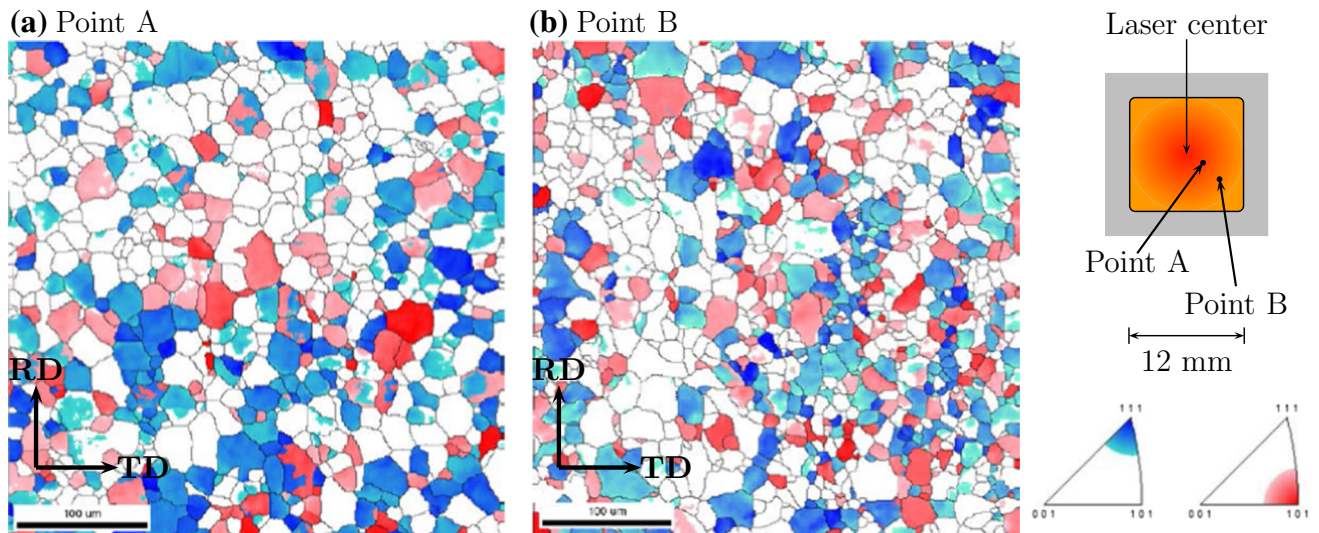 (a) Point A
RD
TD
100 um
(b) Point B
RD
TD
100 um
Laser center
Point A
Point B
12 mm
1 1 1
0 0 1
1 0 1
1 1 1
0 0 1
1 0 1